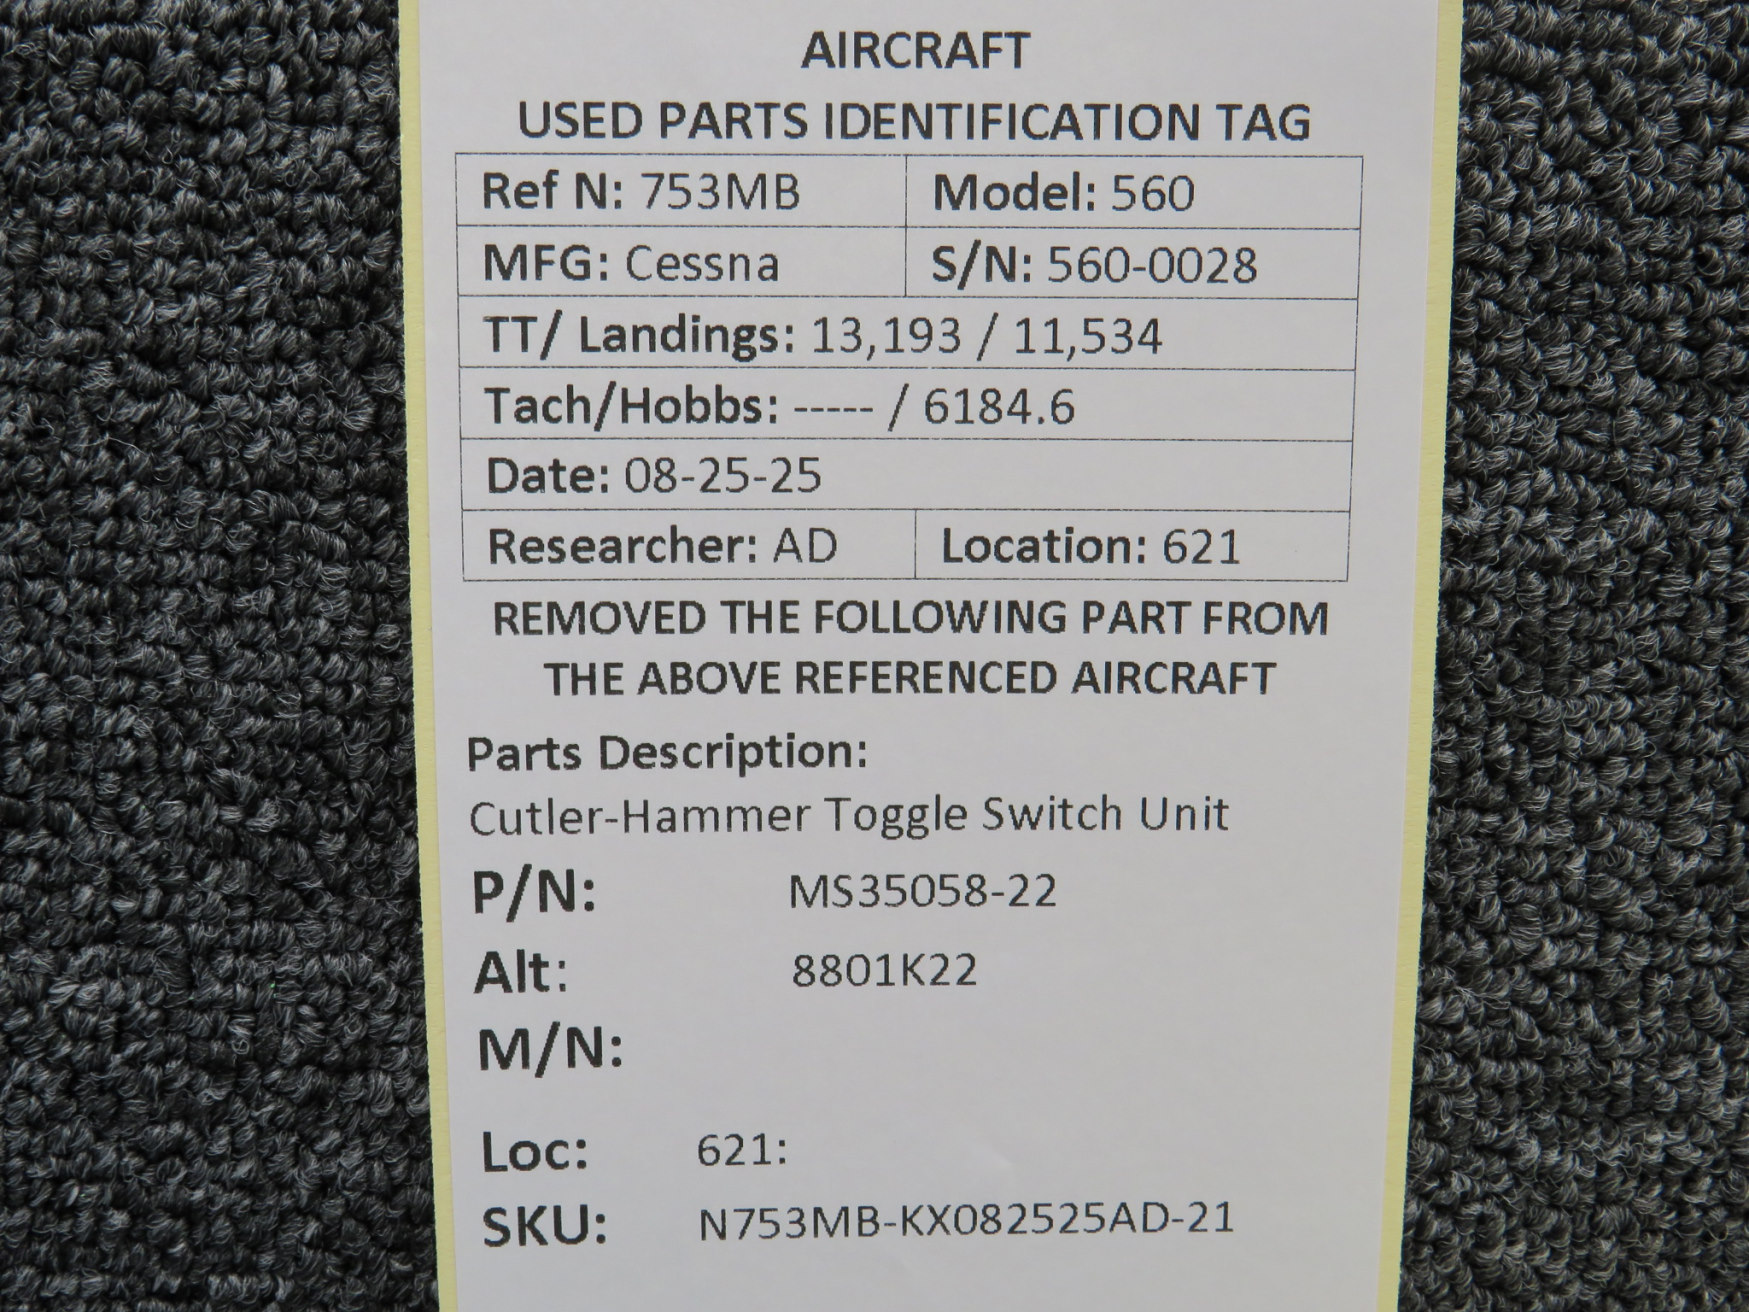 AIRCRAFT
USED PARTS IDENTIFICATION TAG
Ref N: 753MB Model: 560
MFG: Cessna S/N: 560-0028
TT/ Landings: 13,193 / 11,534
Tach/Hobbs: ----- / 6184.6
Date: 08-25-25
Researcher: AD Location: 621
REMOVED THE FOLLOWING PART FROM
THE ABOVE REFERENCED AIRCRAFT
Parts Description:
Cutler-Hammer Toggle Switch Unit
P/N: MS35058-22
Alt: 8801K22
M/N:
Loc: 621:
SKU: N753MB-KX082525AD-21